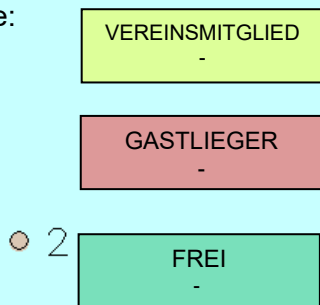 e:
VEREINSMITGLIED
-
GASTLIEGER
-
2
FREI
-